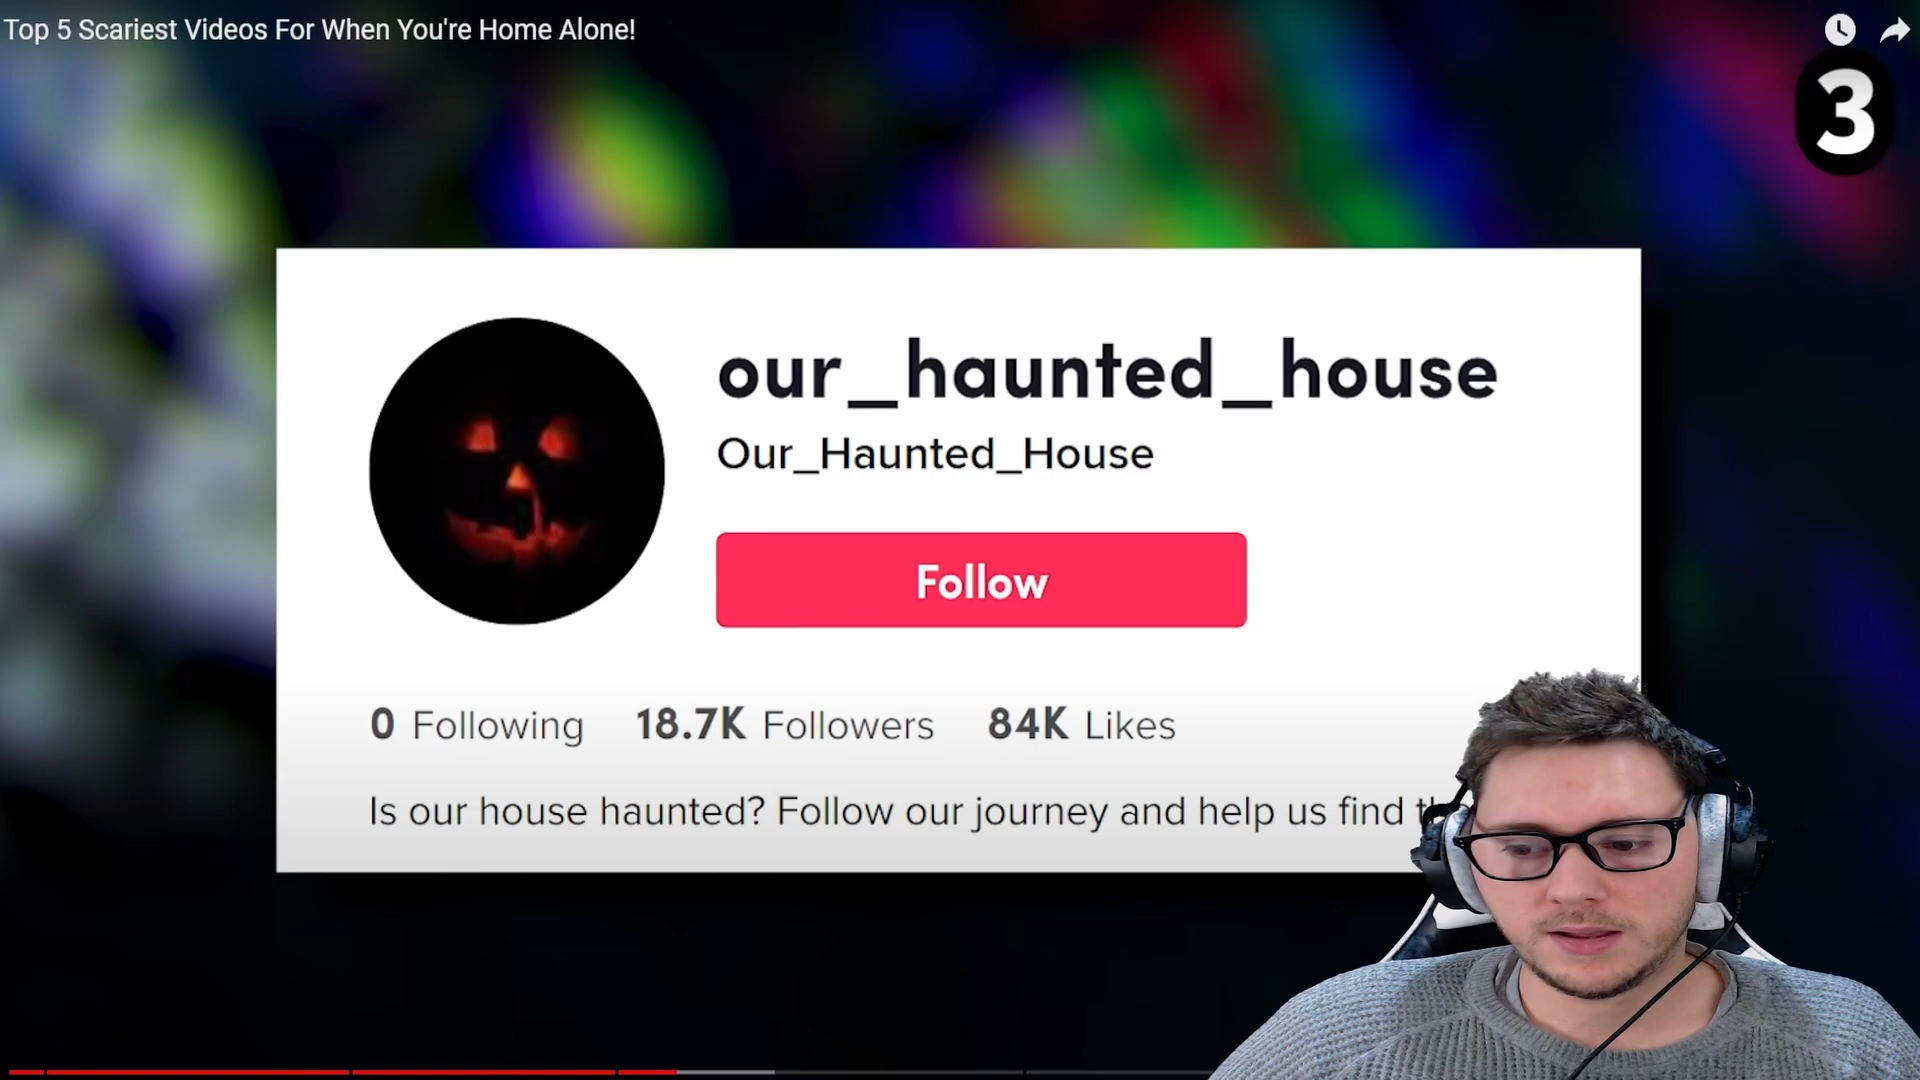 Top 5 Scariest Videos For When You're Home Alone!
3
our_haunted_house
Our_Haunted_House
Follow
0 Following 18.7K Followers 84K Likes
Is our house haunted? Follow our journey and help us find